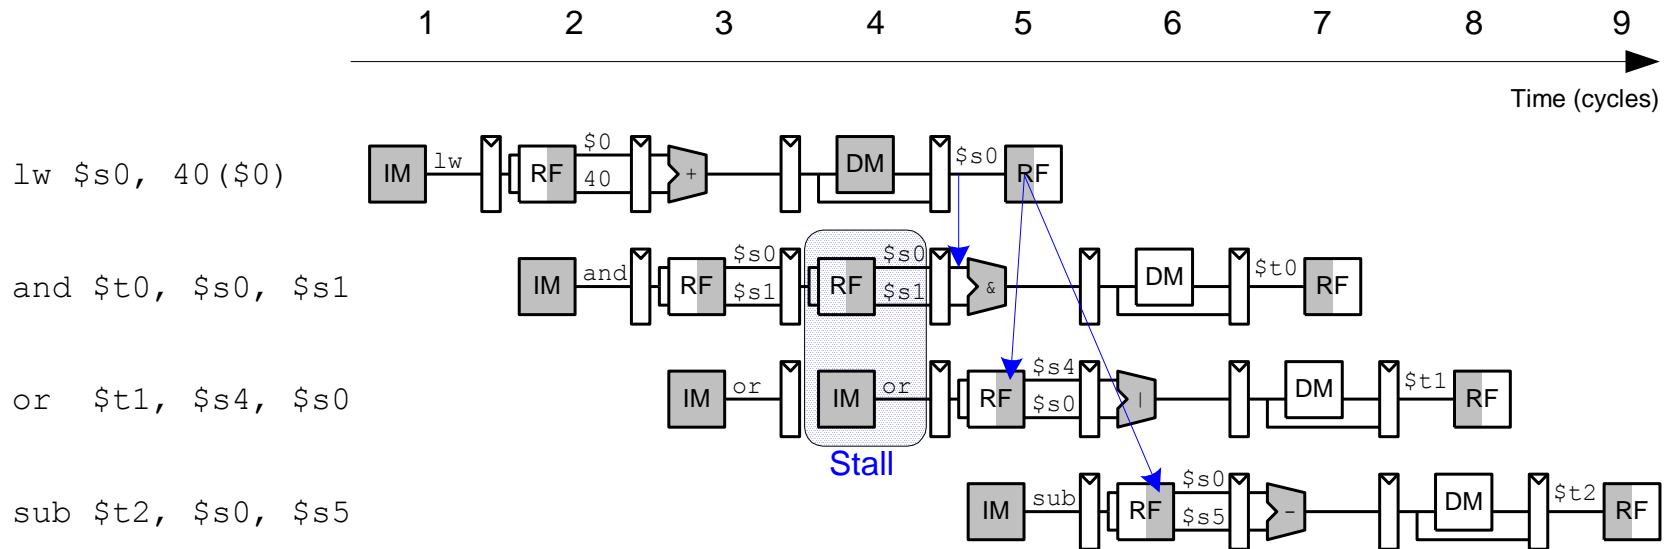 1 2 3 4 5 6 7 8 9
Time (cycles)
lw $s0, 40($0) IM lw RF $0 40 + DM $s0 RF
and $t0, $s0, $s1 IM and RF $s0 $s1 RF $s0 $s1 & DM $t0 RF
or $t1, $s4, $s0 IM or IM or RF $s4 $s0 | DM $t1 RF
Stall
sub $t2, $s0, $s5 IM sub RF $s0 $s5 - DM $t2 RF